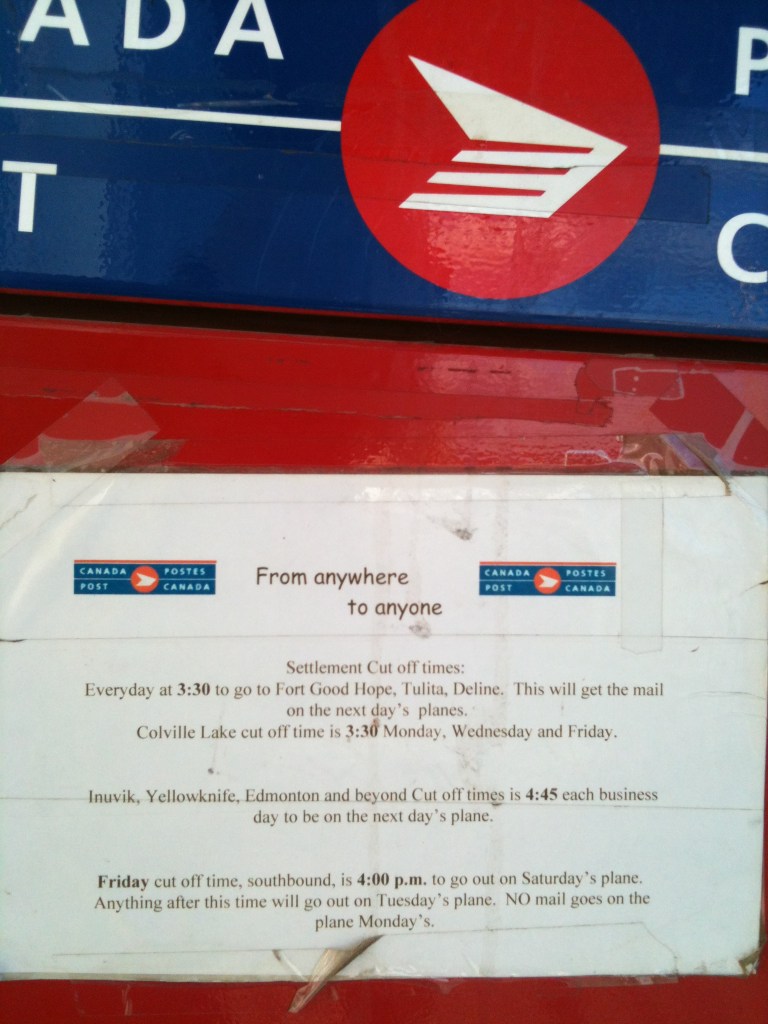 ADA
P
T
C
CANADA POSTES
POST CANADA
From anywhere
to anyone
CANADA POSTES
POST CANADA
Settlement Cut off times:
Everyday at 3:30 to go to Fort Good Hope, Tulita, Deline. This will get the mail
on the next day's planes.
Colville Lake cut off time is 3:30 Monday, Wednesday and Friday.
Inuvik, Yellowknife, Edmonton and beyond Cut off times is 4:45 each business
day to be on the next day's plane.
Friday cut off time, southbound, is 4:00 p.m. to go out on Saturday's plane.
Anything after this time will go out on Tuesday's plane. NO mail goes on the
plane Monday's.